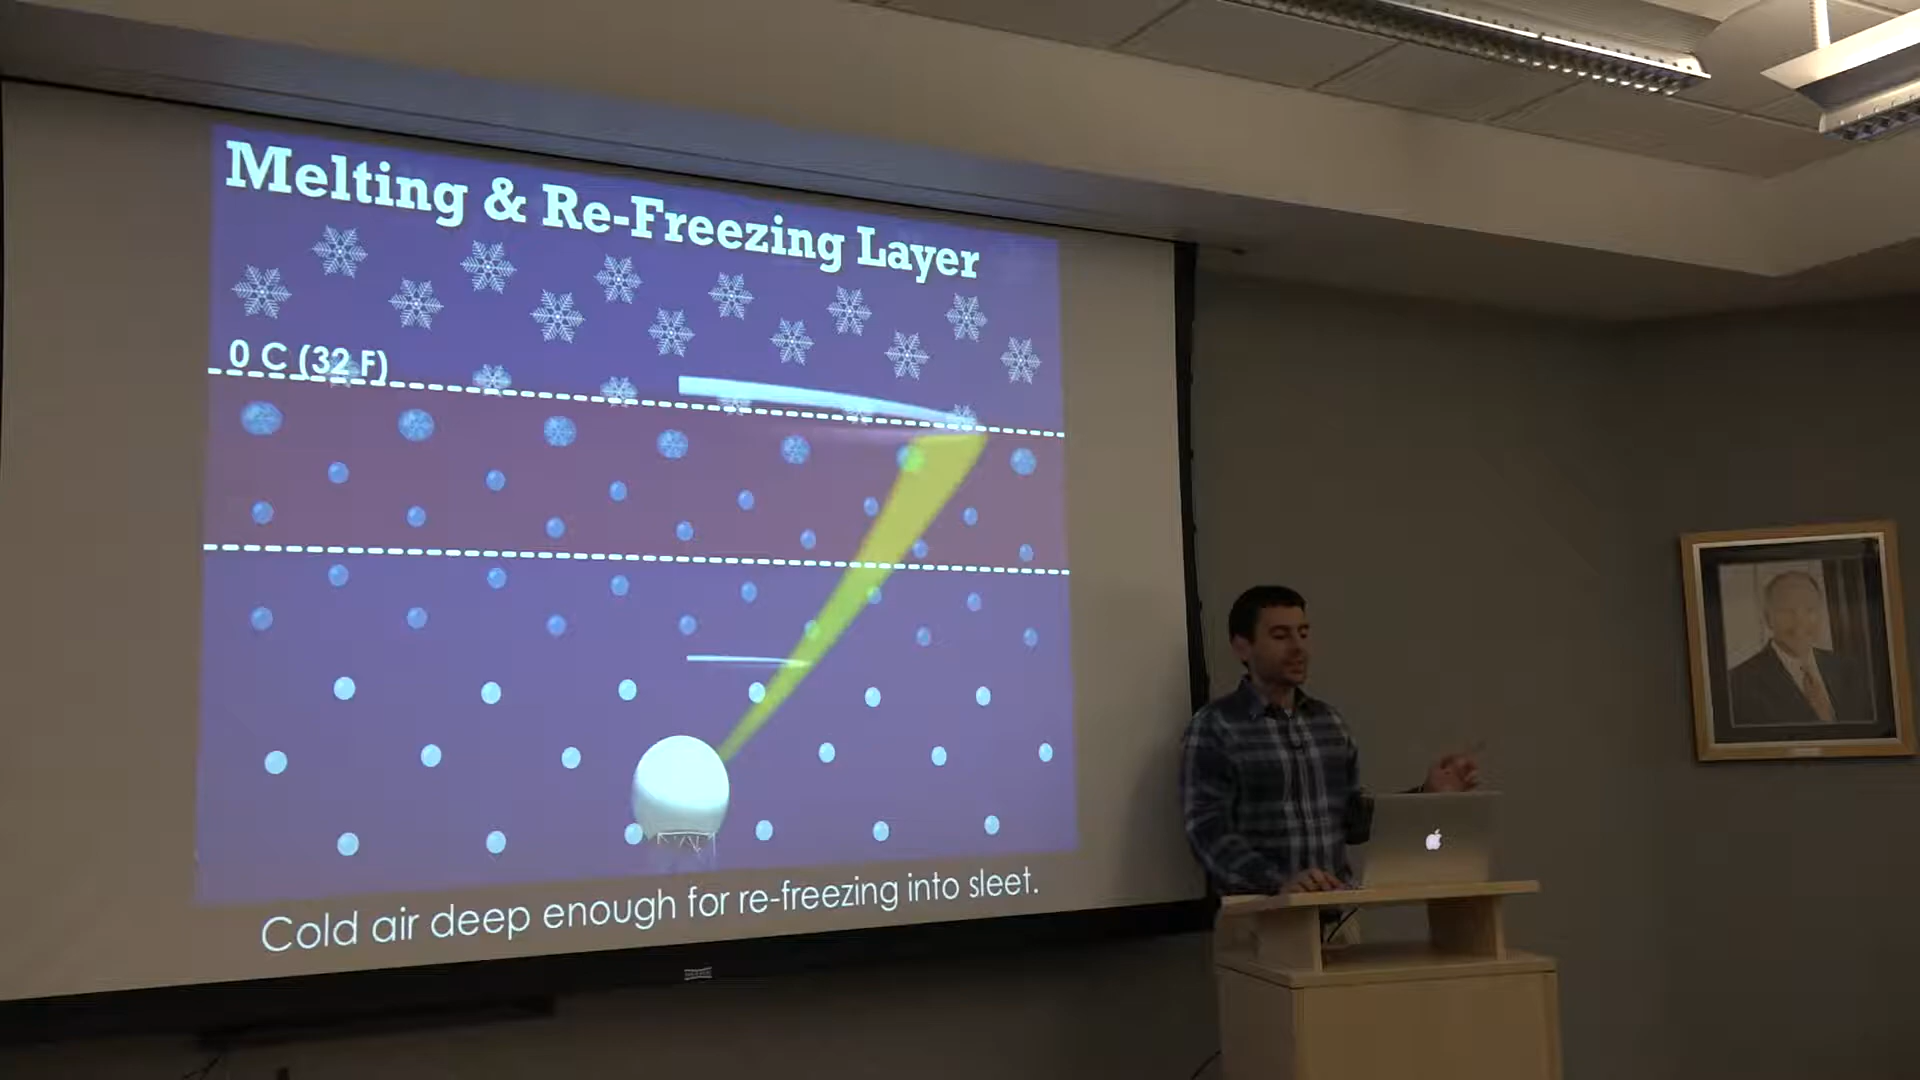 Melting & Re-Freezing Layer
0 C (32 F)
Cold air deep enough for re-freezing into sleet.